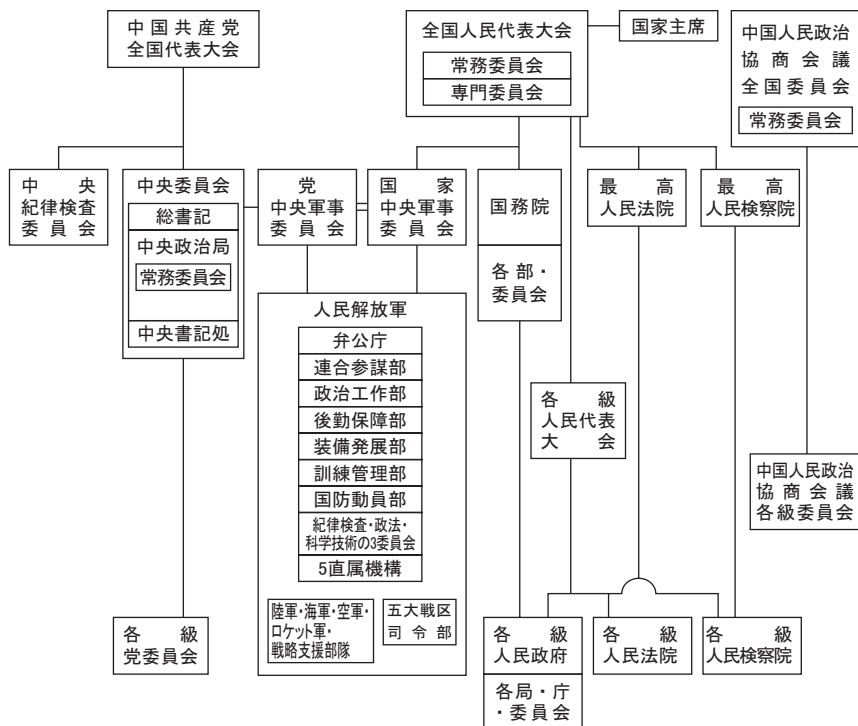 中国共産党
全国代表大会
全国人民代表大会
常務委員会
専門委員会
国家主席
中国人民政治
協商会議
全国委員会
常務委員会
中央
紀律検査
委員会
中央委員会
総書記
中央政治局
常務委員会
中央書記処
党
中央軍事
委員会
国家
中央軍事
委員会
国務院
各部・
委員会
最高
人民法院
最高
人民検察院
人民解放軍
弁公庁
連合参謀部
政治工作部
後勤保障部
装備発展部
訓練管理部
国防動員部
紀律検査・政法・
科学技術の3委員会
5直属機構
陸軍・海軍・空軍・
ロケット軍・
戦略支援部隊
五大戦区
司令部
各級
人民代表
大会
中国人民政治
協商会議
各級委員会
各級
党委員会
各級
人民政府
各局・庁
・委員会
各級
人民法院
各級
人民検察院